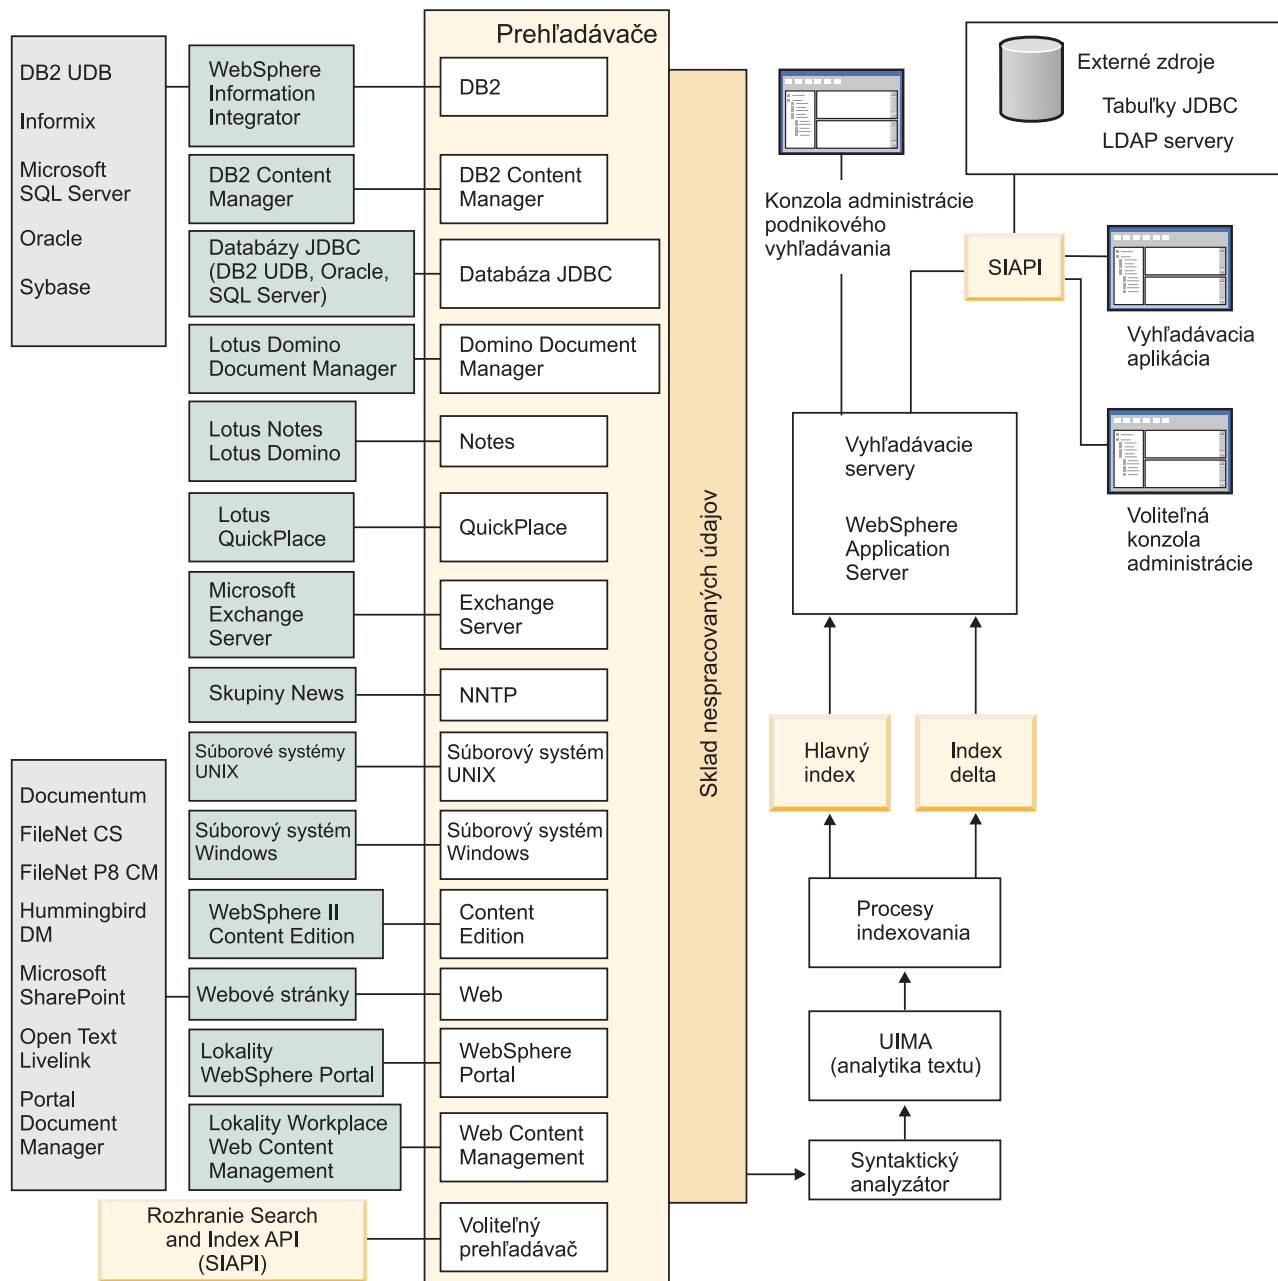 DB2 UDB
Informix
Microsoft
SQL Server
Oracle
Sybase
Documentum
FileNet CS
FileNet P8 CM
Hummingbird
DM
Microsoft
SharePoint
Open Text
Livelink
Portal
Document
Manager
WebSphere
Information
Integrator
DB2 Content
Manager
Databázy JDBC
(DB2 UDB, Oracle,
SQL Server)
Lotus Domino
Document Manager
Lotus Notes
Lotus Domino
Lotus
QuickPlace
Microsoft
Exchange
Server
Skupiny News
Súborové systémy
UNIX
Súborový systém
Windows
WebSphere II
Content Edition
Webové stránky
Lokality
WebSphere Portal
Lokality Workplace
Web Content
Management
Rozhranie Search
and Index API
(SIAPI)
Prehľadávače
DB2
DB2 Content
Manager
Databáza JDBC
Domino Document
Manager
Notes
QuickPlace
Exchange
Server
NNTP
Súborový systém
UNIX
Súborový systém
Windows
Content
Edition
Web
WebSphere
Portal
Web Content
Management
Voliteľný
prehľadávač
Sklad nespracovaných údajov
Konzola administrácie
podnikového
vyhľadávania
Externé zdroje
Tabuľky JDBC
LDAP servery
SIAPI
Vyhľadávacia
aplikácia
Voliteľná
konzola
administrácie
Vyhľadávacie
servery
WebSphere
Application
Server
Hlavný
index
Index
delta
Procesy
indexovania
UIMA
(analytika textu)
Syntaktický
analyzátor